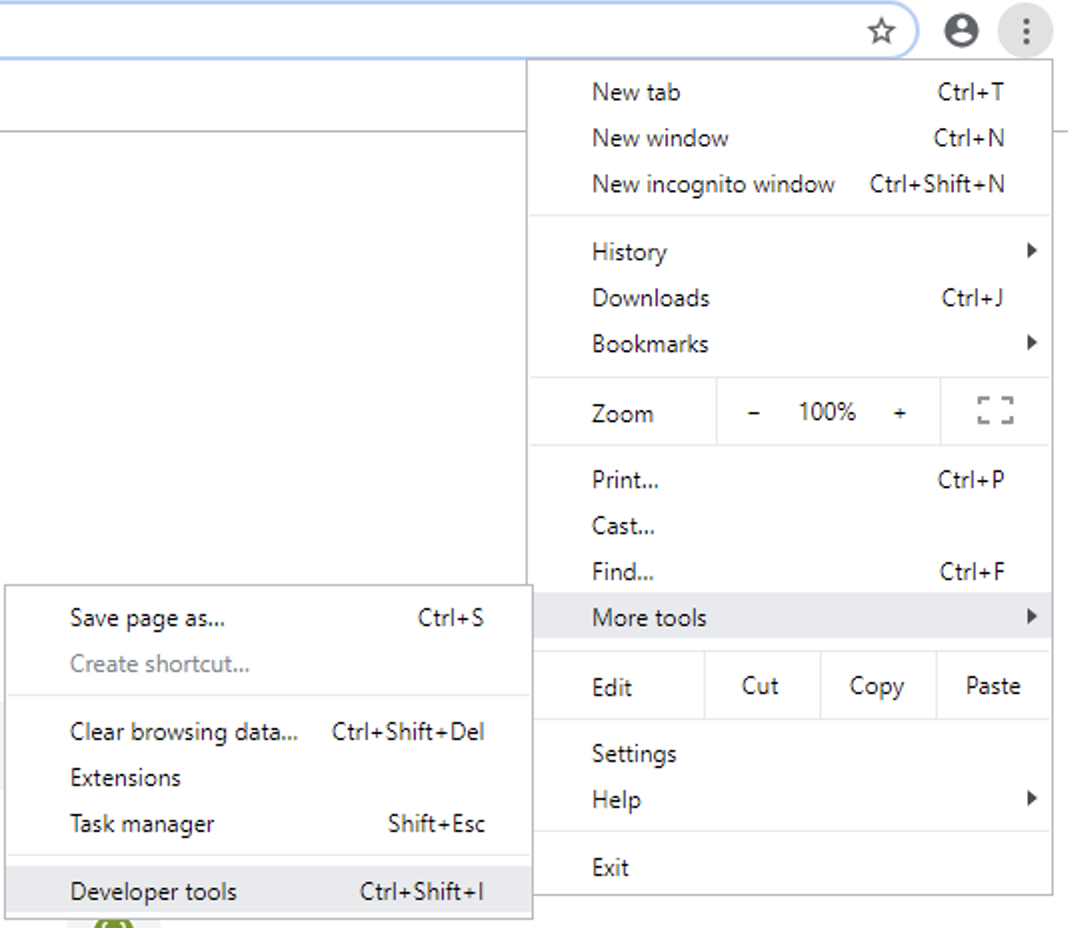 New tab Ctrl+T
New window Ctrl+N
New incognito window Ctrl+Shift+N
History
Downloads Ctrl+J
Bookmarks
Zoom - 100% +
Print... Ctrl+P
Cast...
Find... Ctrl+F
More tools
Edit Cut Copy Paste
Settings
Help
Exit
Save page as... Ctrl+S
Create shortcut...
Clear browsing data... Ctrl+Shift+Del
Extensions
Task manager Shift+Esc
Developer tools Ctrl+Shift+I